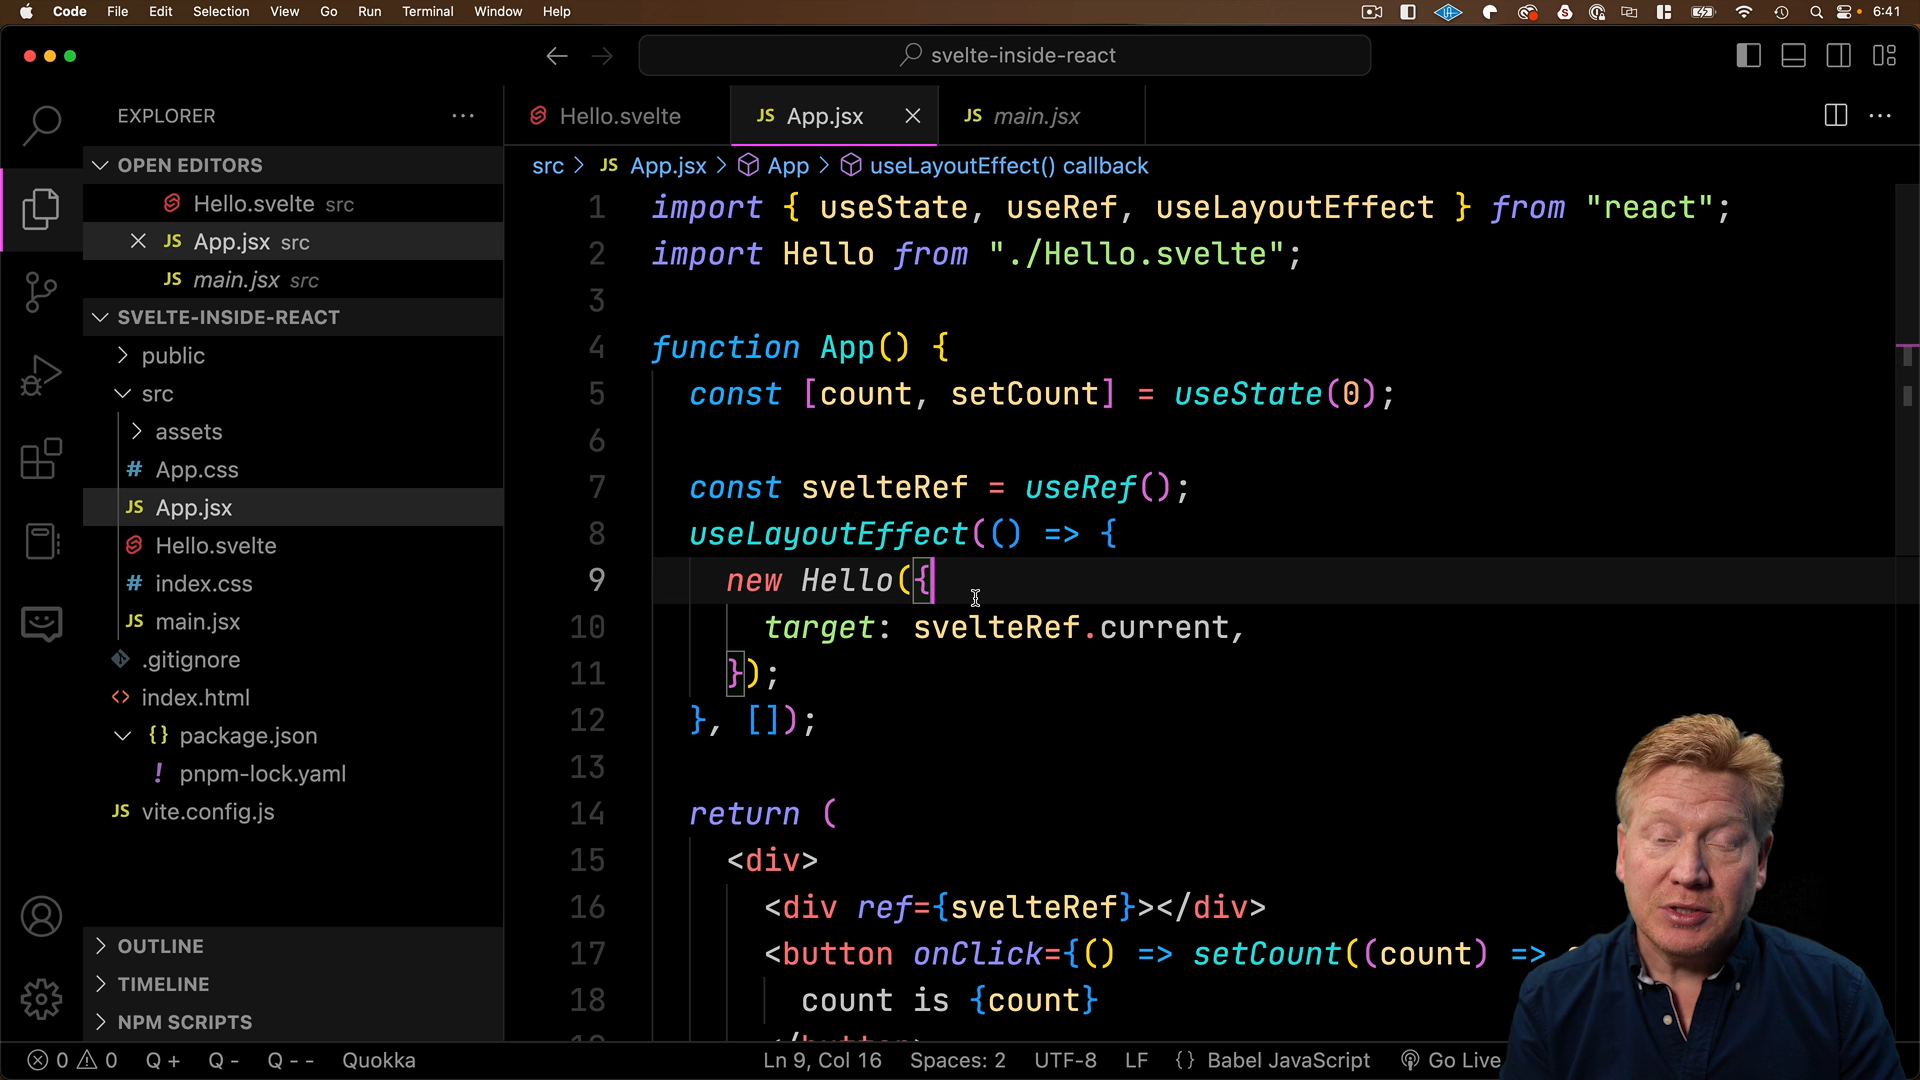 Code File Edit Selection View Go Run Terminal Window Help 6:41
svelte-inside-react
EXPLORER
OPEN EDITORS
Hello.svelte src
App.jsx src
main.jsx src
SVELTE-INSIDE-REACT
public
src
assets
App.css
App.jsx
Hello.svelte
index.css
main.jsx
.gitignore
index.html
package.json
pnpm-lock.yaml
vite.config.js
OUTLINE
TIMELINE
NPM SCRIPTS
Hello.svelte JS App.jsx JS main.jsx
src > JS App.jsx > App > useLayoutEffect() callback
1 import { useState, useRef, useLayoutEffect } from "react";
2 import Hello from "./Hello.svelte";
3
4 function App() {
5 const [count, setCount] = useState(0);
6
7 const svelteRef = useRef();
8 useLayoutEffect(() => {
9 new Hello({
10 target: svelteRef.current,
11 });
12 }, []);
13
14 return (
15 <div>
16 <div ref={svelteRef}></div>
17 <button onClick={() => setCount((count) =>
18 count is {count}
0 0 Q + Q - Q - - Quokka Ln 9, Col 16 Spaces: 2 UTF-8 LF {} Babel JavaScript Go Live